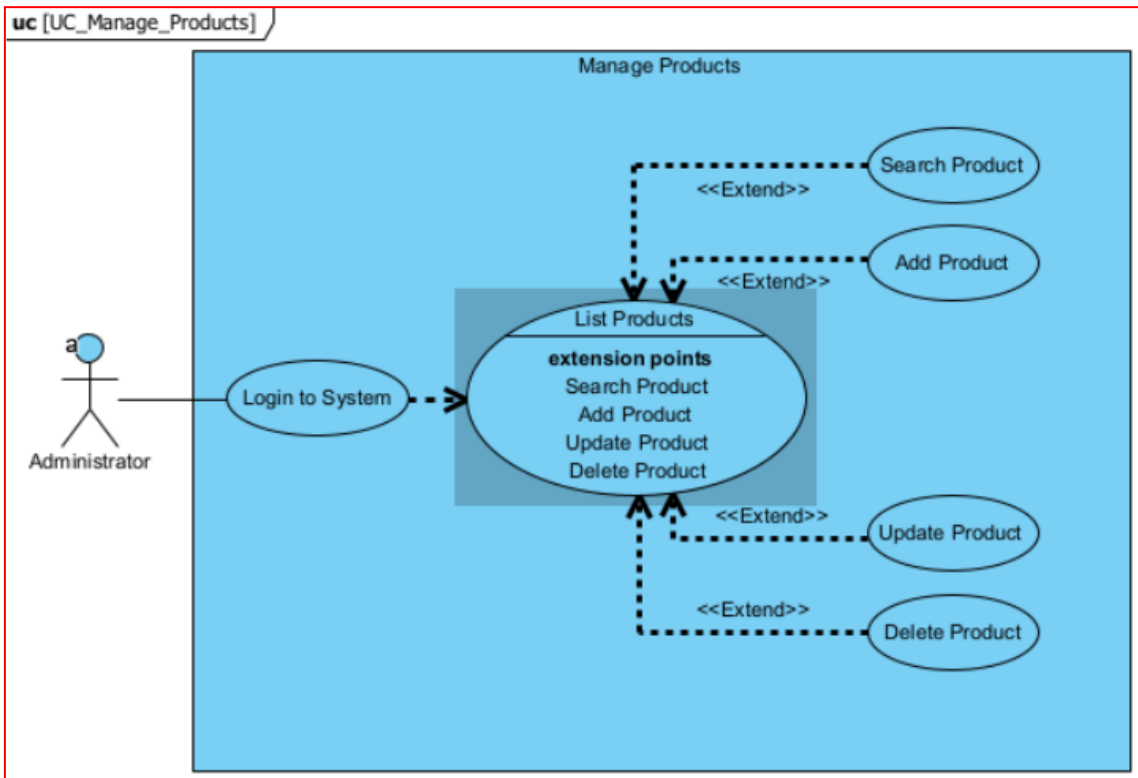 uc [UC_Manage_Products]
Manage Products
Search Product
<<Extend>>
Add Product
<<Extend>>
List Products
extension points
Search Product
Add Product
Update Product
Delete Product
a
Login to System
Administrator
<<Extend>>
Update Product
<<Extend>>
Delete Product